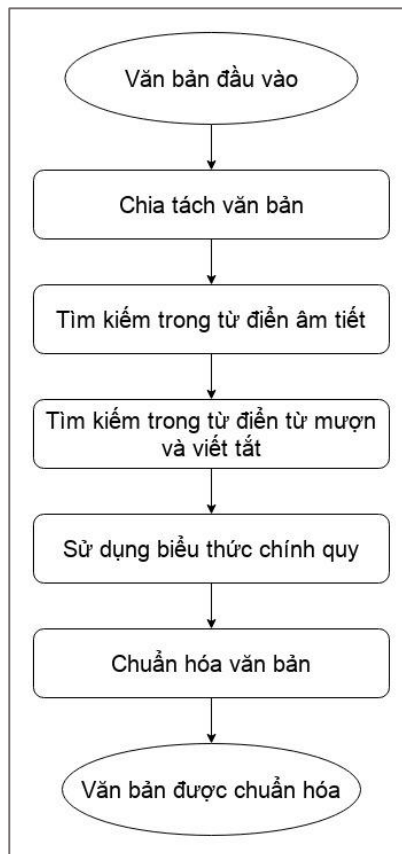 Văn bản đầu vào
Chia tách văn bản
Tìm kiếm trong từ điển âm tiết
Tìm kiếm trong từ điển từ mượn
và viết tắt
Sử dụng biểu thức chính quy
Chuẩn hóa văn bản
Văn bản được chuẩn hóa